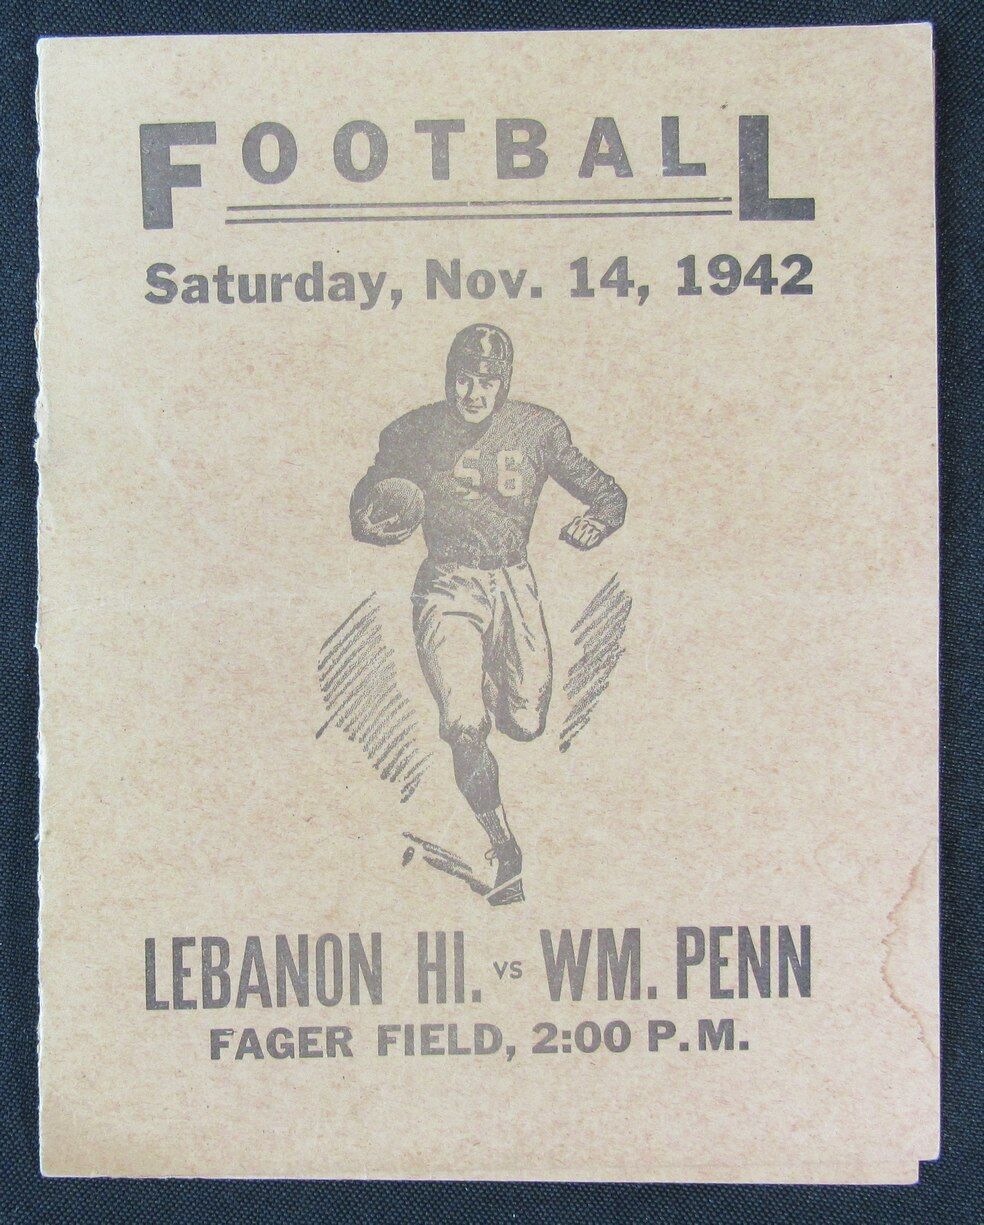 FOOTBALL
Saturday, Nov. 14, 1942
58
LEBANON HI. vs WM. PENN
FAGER FIELD, 2:00 P.M.